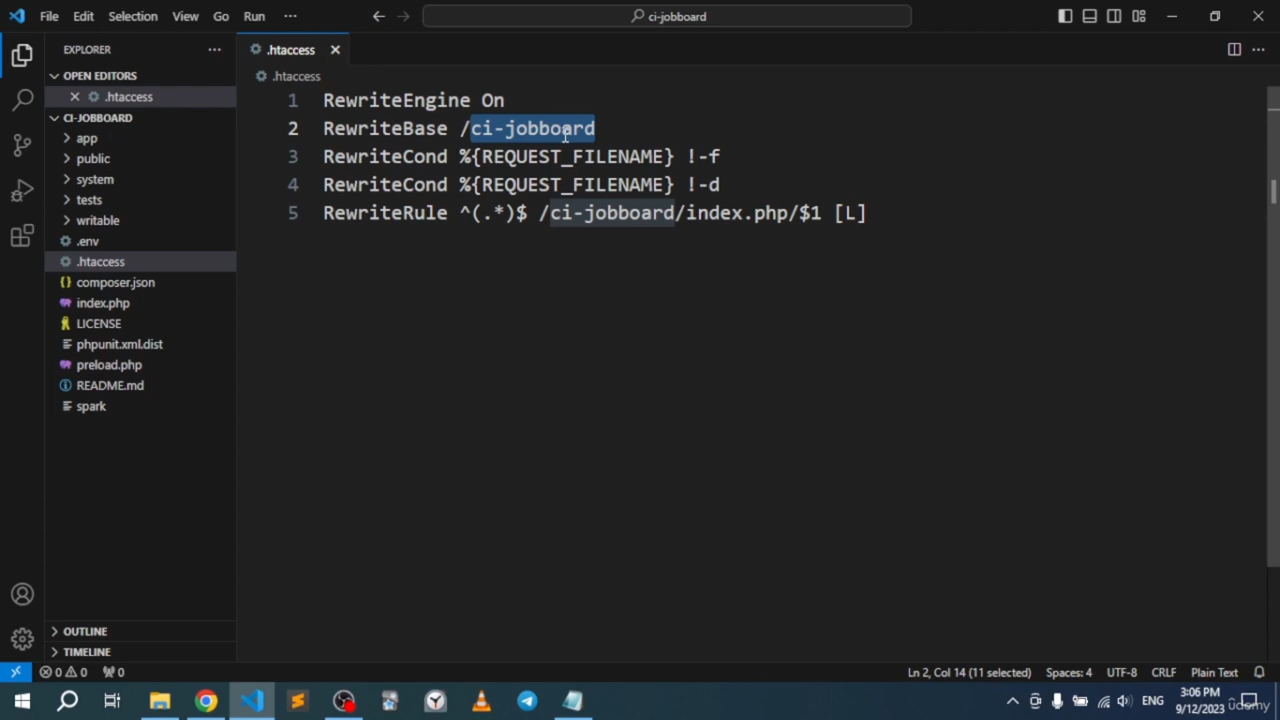 File Edit Selection View Go Run ··· ci-jobboard
EXPLORER ···
.htaccess
OPEN EDITORS
.htaccess
.htaccess
CI-JOBBOARD
app
public
system
tests
writable
.env
.htaccess
composer.json
index.php
LICENSE
phpunit.xml.dist
preload.php
README.md
spark
OUTLINE
TIMELINE
1 RewriteEngine On
2 RewriteBase /ci-jobboard
3 RewriteCond %{REQUEST_FILENAME} !-f
4 RewriteCond %{REQUEST_FILENAME} !-d
5 RewriteRule ^(.*)$ /ci-jobboard/index.php/$1 [L]
0 0 0 Ln 2, Col 14 (11 selected) Spaces: 4 UTF-8 CRLF Plain Text
ENG
3:06 PM
9/12/2023
udemy